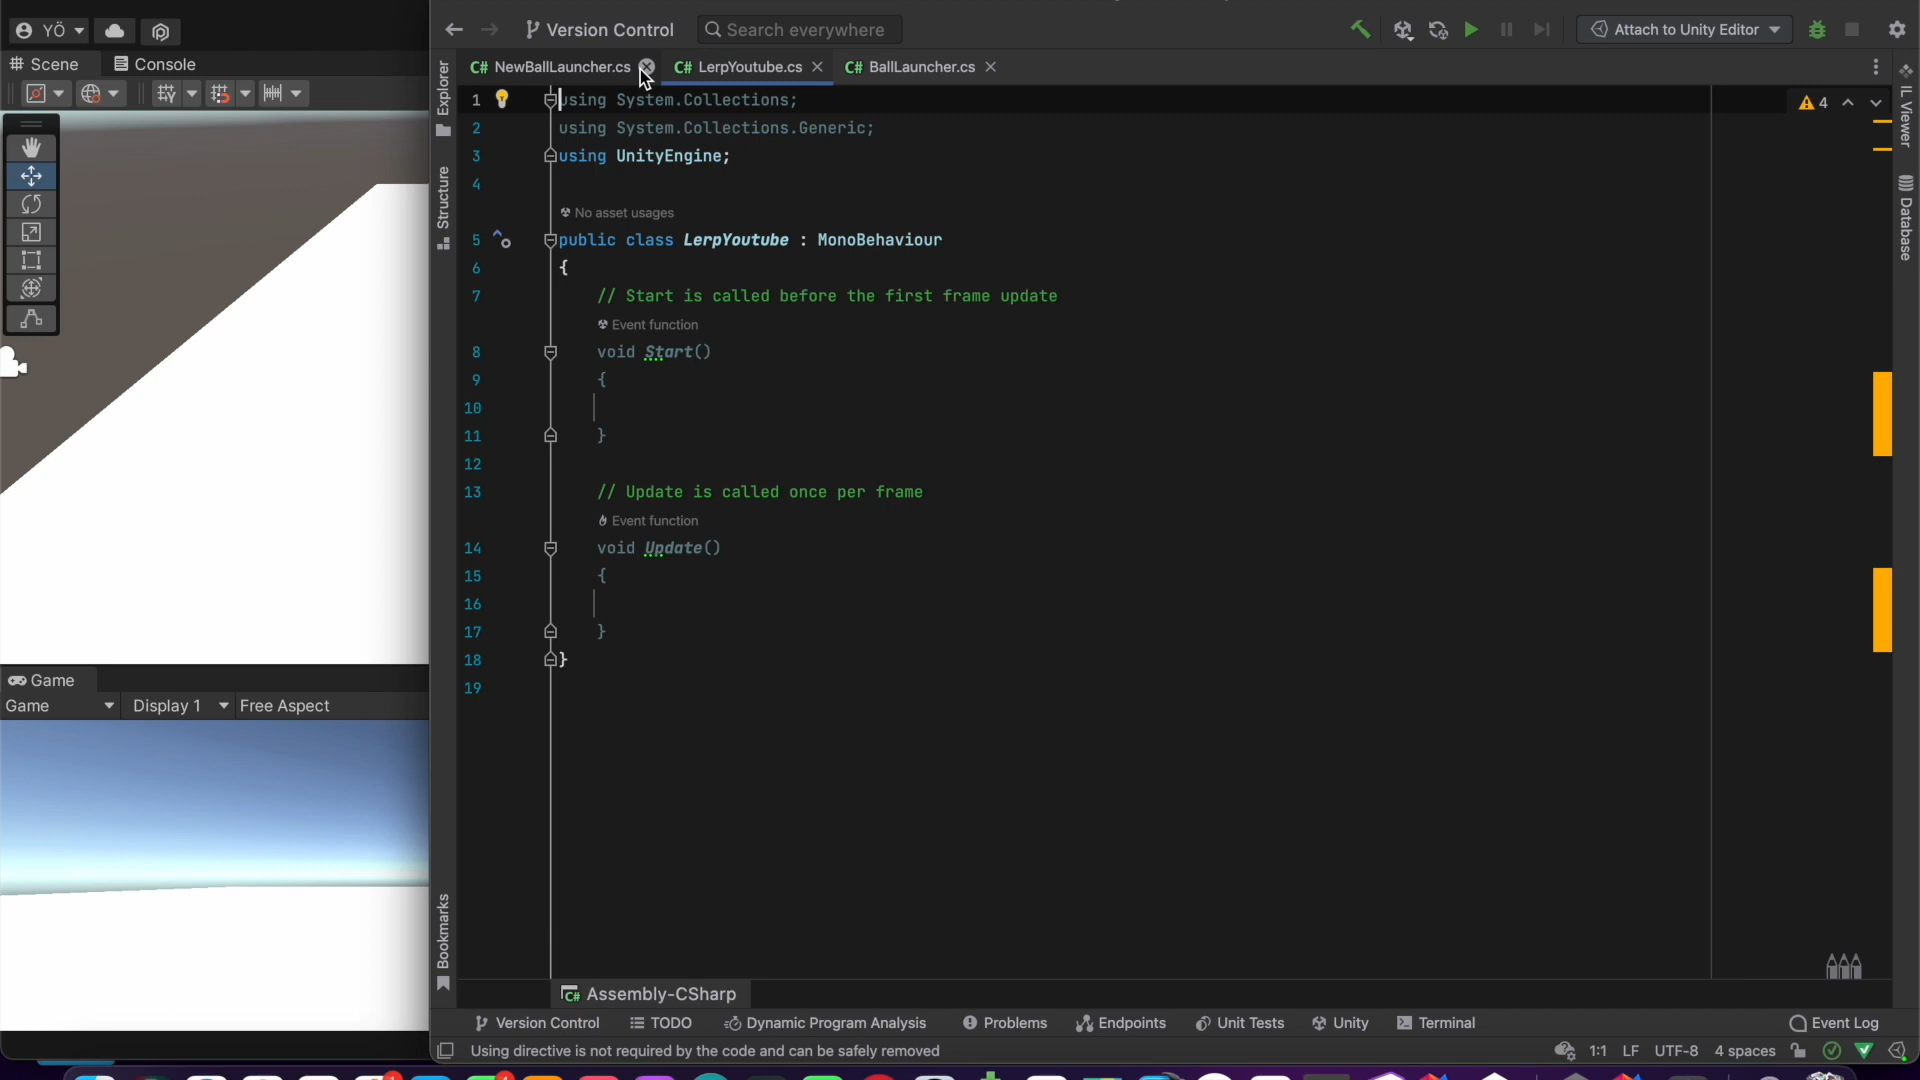 YÖ
Version Control
Search everywhere
Attach to Unity Editor
Scene
Console
C# NewBallLauncher.cs
C# LerpYoutube.cs
C# BallLauncher.cs
Explorer
Structure
Bookmarks
1 using System.Collections;
2 using System.Collections.Generic;
3 using UnityEngine;
4
No asset usages
5 public class LerpYoutube : MonoBehaviour
6 {
7 // Start is called before the first frame update
Event function
8 void Start()
9 {
10
11 }
12
13 // Update is called once per frame
Event function
14 void Update()
15 {
16
17 }
18 }
19
4
IL Viewer
Database
Game
Game
Display 1
Free Aspect
C# Assembly-CSharp
Version Control
TODO
Dynamic Program Analysis
Problems
Endpoints
Unit Tests
Unity
Terminal
Event Log
Using directive is not required by the code and can be safely removed
1:1
LF
UTF-8
4 spaces